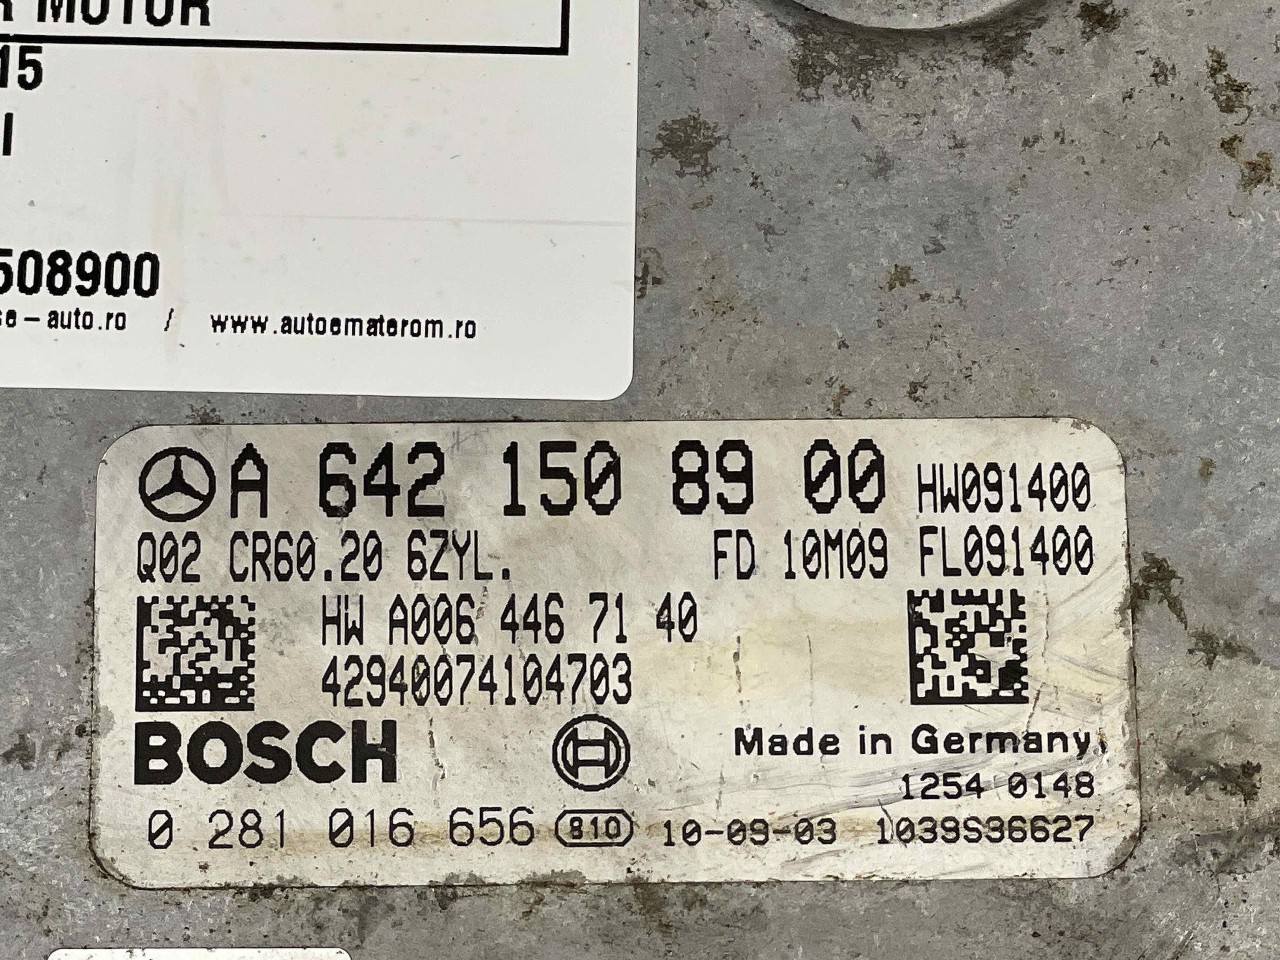 R MOTOR
15
I
508900
se - auto.ro / www.autoematerom.ro
A 642 150 89 00 HW091400
Q02 CR60.20 6ZYL. FD 10M09 FL091400
HW A006 446 71 40
42940074104703
BOSCH
Made in Germany
1254 0148
0 281 016 656 810 10-09-03 1039S36627